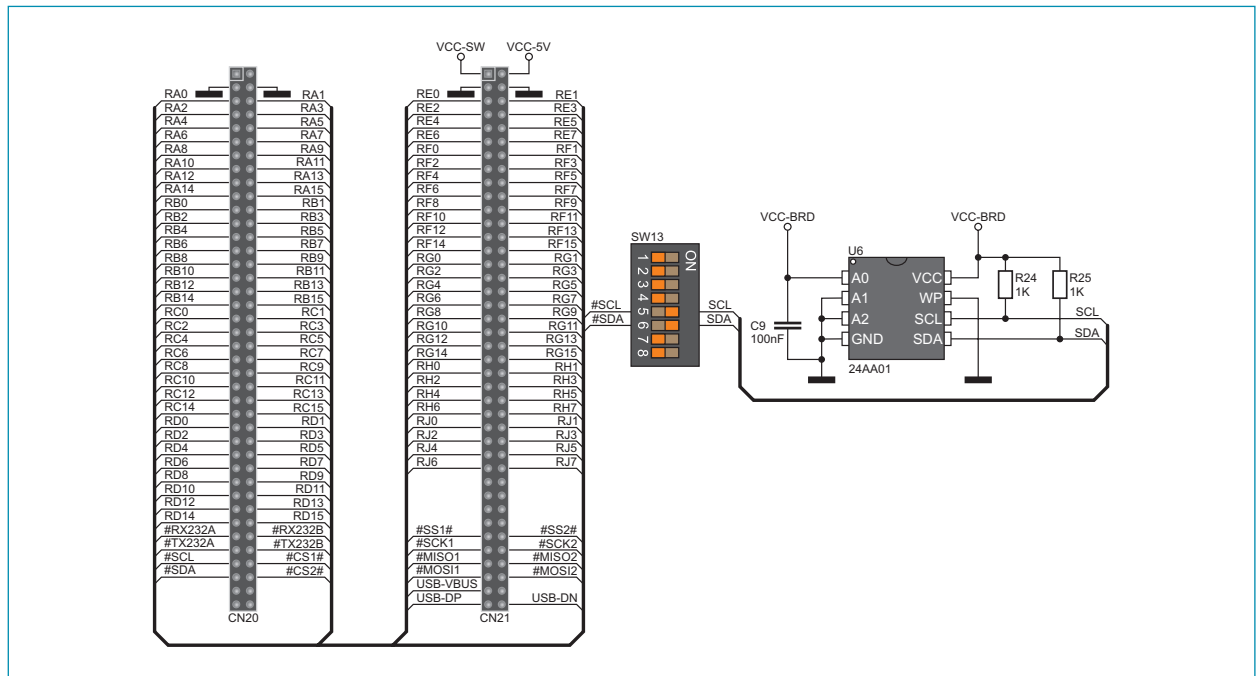 VCC-SW VCC-5V
RA0 RA1 RE0 RE1
RA2 RA3 RE2 RE3
RA4 RA5 RE4 RE5
RA6 RA7 RE6 RE7
RA8 RA9 RF0 RF1
RA10 RA11 RF2 RF3
RA12 RA13 RF4 RF5
RA14 RA15 RF6 RF7
RB0 RB1 RF8 RF9
RB2 RB3 RF10 RF11
RB4 RB5 RF12 RF13
RB6 RB7 RF14 RF15
RB8 RB9 RG0 RG1
RB10 RB11 RG2 RG3
RB12 RB13 RG4 RG5
RB14 RB15 RG6 RG7
RC0 RC1 RG8 RG9
RC2 RC3 RG10 RG11
RC4 RC5 RG12 RG13
RC6 RC7 RG14 RG15
RC8 RC9 RH0 RH1
RC10 RC11 RH2 RH3
RC12 RC13 RH4 RH5
RC14 RC15 RH6 RH7
RD0 RD1 RJ0 RJ1
RD2 RD3 RJ2 RJ3
RD4 RD5 RJ4 RJ5
RD6 RD7 RJ6 RJ7
RD8 RD9
RD10 RD11
RD12 RD13
RD14 RD15
#RX232A #RX232B #SS1# #SS2#
#TX232A #TX232B #SCK1 #SCK2
#SCL #CS1# #MISO1 #MISO2
#SDA #CS2# #MOSI1 #MOSI2
USB-VBUS
USB-DP USB-DN
CN20 CN21
SW13
ON
1
2
3
4
5
6
7
8
#SCL SCL
#SDA SDA
VCC-BRD VCC-BRD
U6
A0 VCC
A1 WP
A2 SCL
GND SDA
24AA01
C9
100nF
R24
1K
R25
1K
SCL
SDA